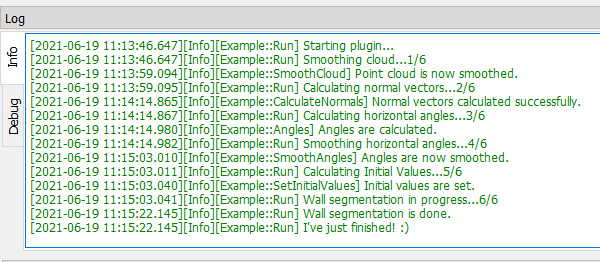 Log
Info
Debug
[2021-06-19 11:13:46.647][Info][Example::Run] Starting plugin...
[2021-06-19 11:13:46.647][Info][Example::Run] Smoothing cloud...1/6
[2021-06-19 11:13:59.094][Info][Example::SmoothCloud] Point cloud is now smoothed.
[2021-06-19 11:13:59.095][Info][Example::Run] Calculating normal vectors...2/6
[2021-06-19 11:14:14.865][Info][Example::CalculateNormals] Normal vectors calculated successfully.
[2021-06-19 11:14:14.867][Info][Example::Run] Calculating horizontal angles...3/6
[2021-06-19 11:14:14.980][Info][Example::Angles] Angles are calculated.
[2021-06-19 11:14:14.982][Info][Example::Run] Smoothing horizontal angles...4/6
[2021-06-19 11:15:03.010][Info][Example::SmoothAngles] Angles are now smoothed.
[2021-06-19 11:15:03.011][Info][Example::Run] Calculating Initial Values...5/6
[2021-06-19 11:15:03.040][Info][Example::SetInitialValues] Initial values are set.
[2021-06-19 11:15:03.041][Info][Example::Run] Wall segmentation in progress...6/6
[2021-06-19 11:15:22.145][Info][Example::Run] Wall segmentation is done.
[2021-06-19 11:15:22.145][Info][Example::Run] I've just finished! :)